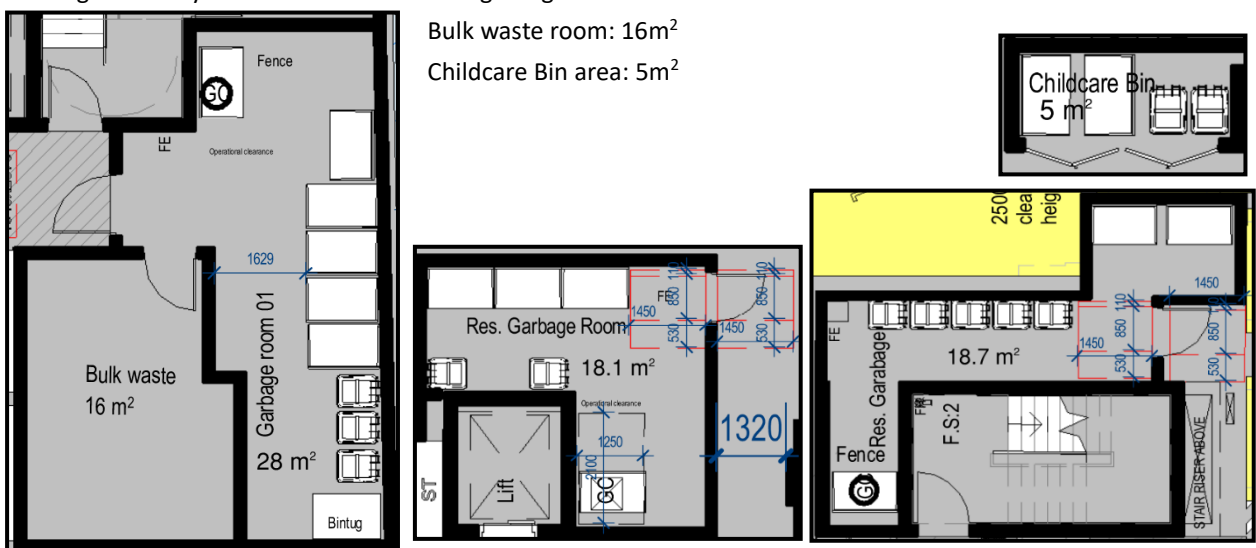 Bulk waste room: 16m²
Childcare Bin area: 5m²
Fence
GO
FE
Operational clearance
1629
Garbage room 01
28 m²
Bulk waste
16 m²
Bintug
Childcare Bin
5 m²
FE
110
850
530
1450
1450
110
850
530
Res. Garbage Room
18.1 m²
Operational clearance
1250
2100
GO
Lift
ST
1320
2500
clea
heig
1450
110
850
530
1450
110
850
530
FE
Res. Garabage
18.7 m²
Fence
F.S:2
STAIR RISER ABOVE